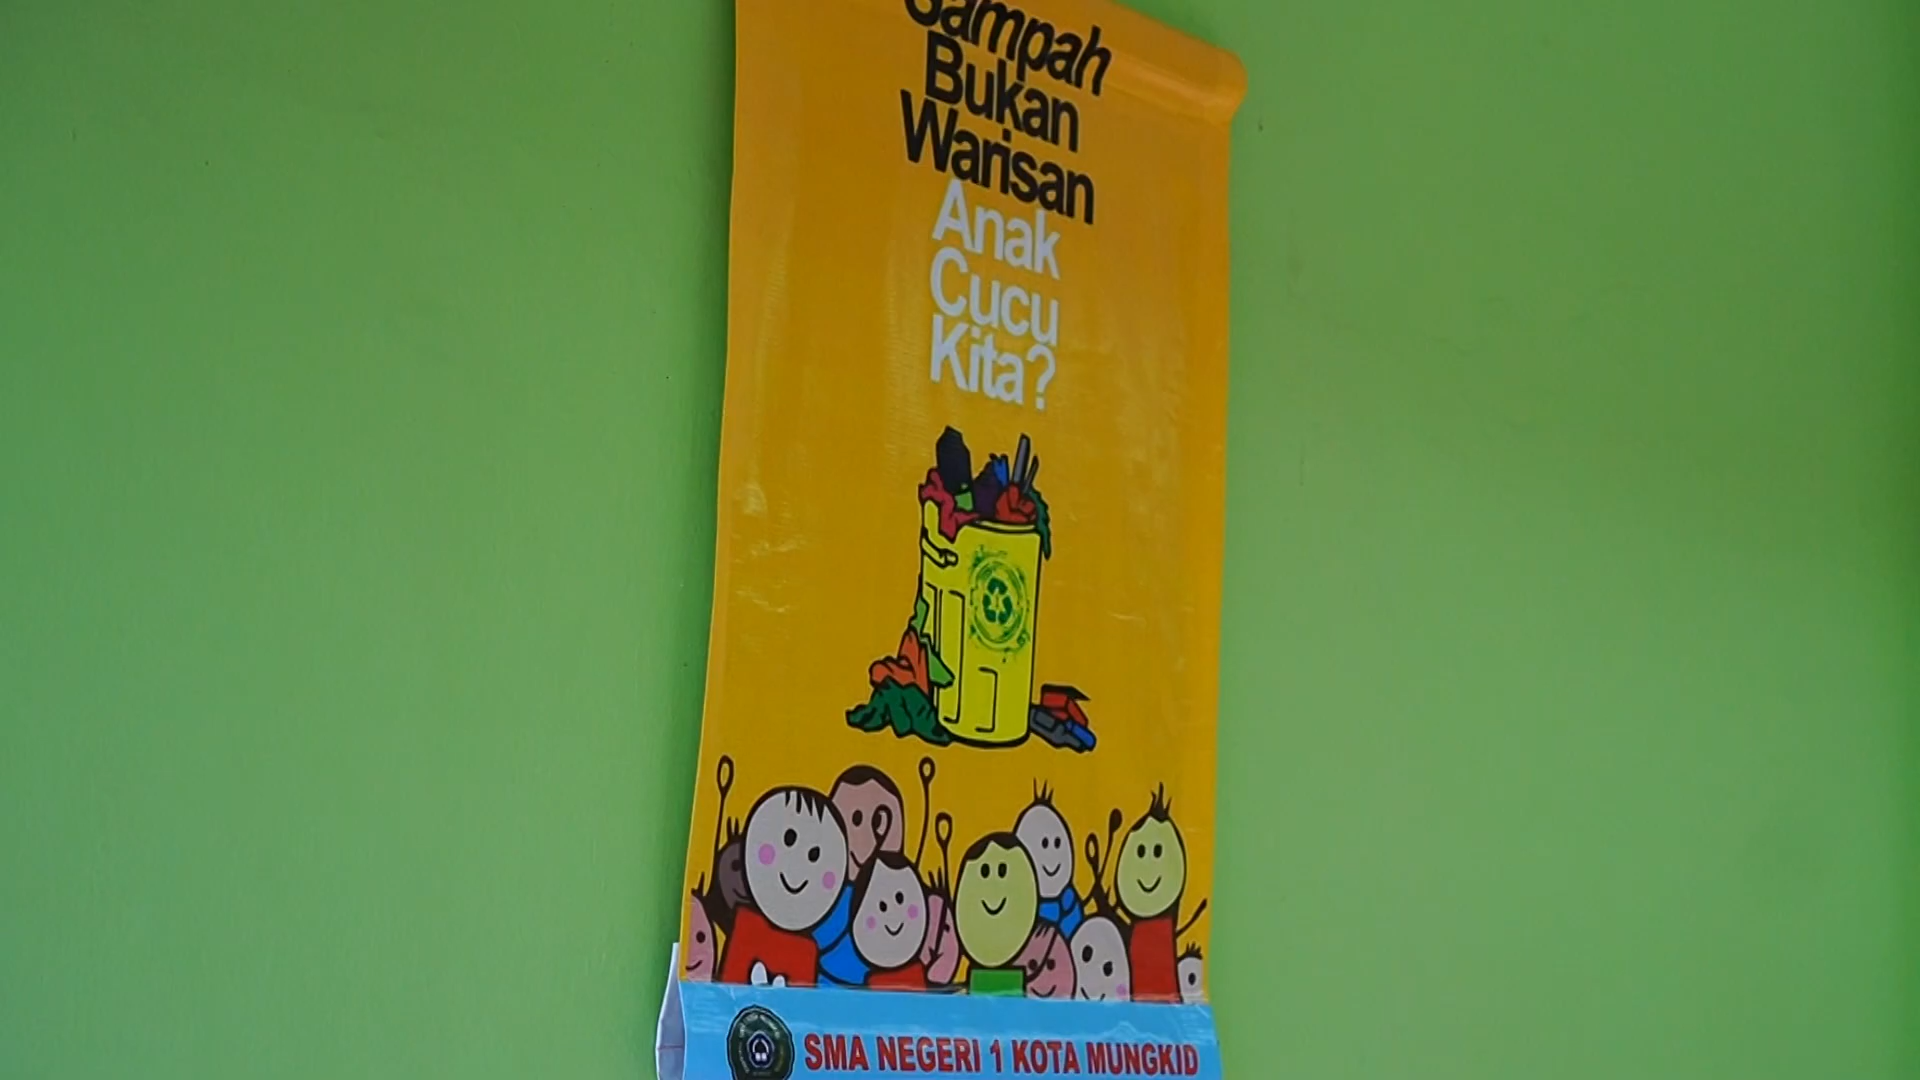 Sampah
Bukan
Warisan
Anak
Cucu
Kita?
SMA NEGERI 1 KOTA MUNGKID